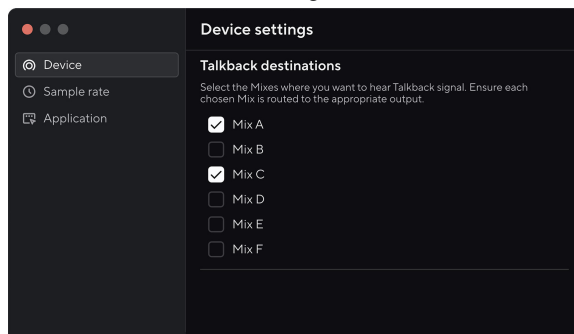 Device settings
Device
Sample rate
Application
Talkback destinations
Select the Mixes where you want to hear Talkback signal. Ensure each
chosen Mix is routed to the appropriate output.
Mix A
Mix B
Mix C
Mix D
Mix E
Mix F